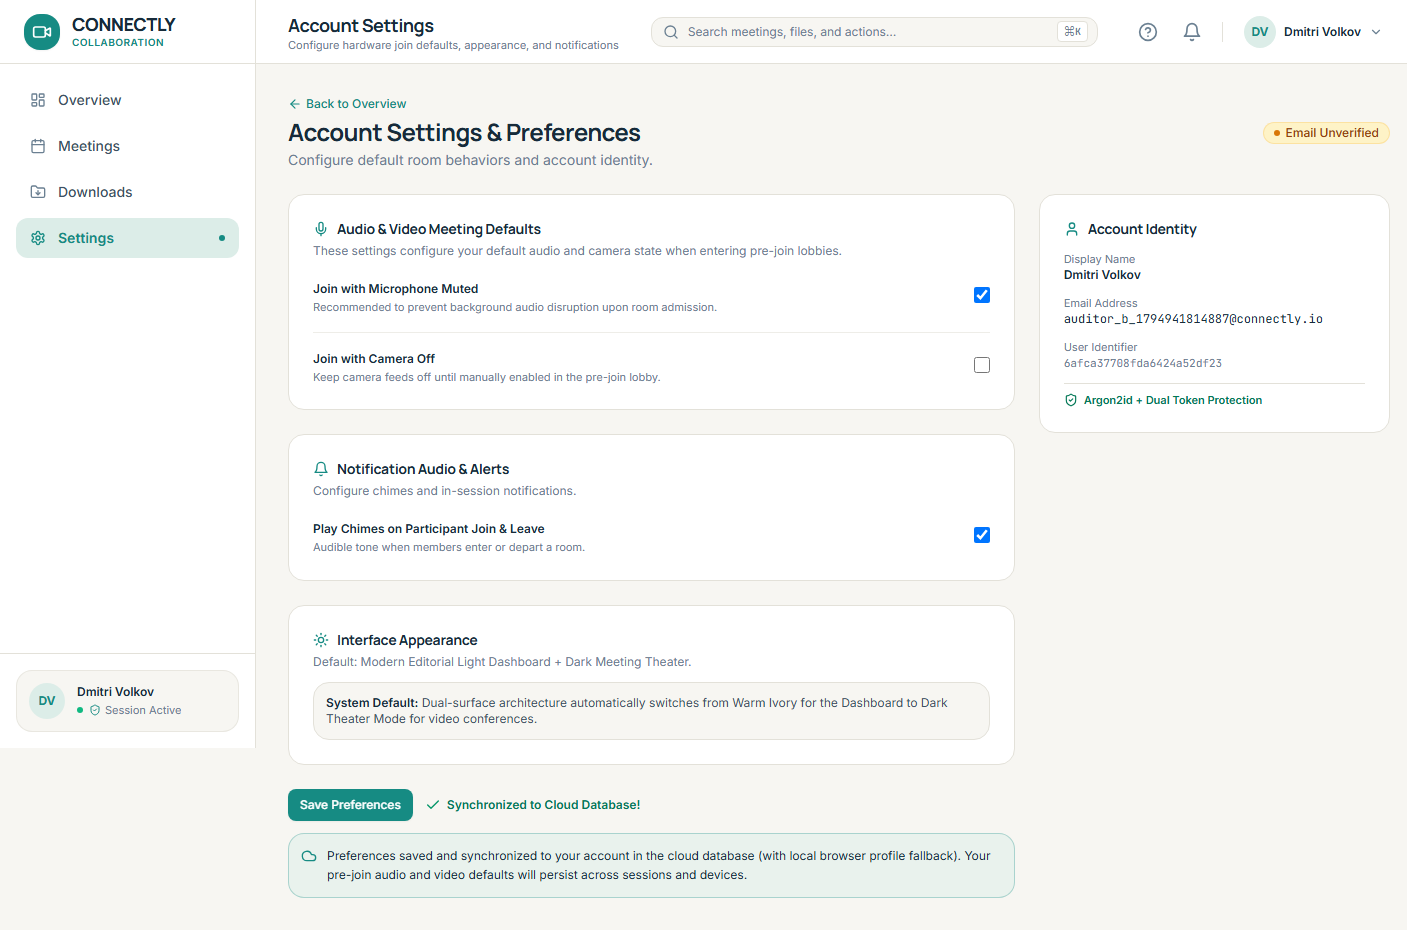 CONNECTLY
COLLABORATION
Overview
Meetings
Downloads
Settings
DV
Dmitri Volkov
Session Active
Account Settings
Configure hardware join defaults, appearance, and notifications
Search meetings, files, and actions...
⌘K
DV
Dmitri Volkov
Back to Overview
Account Settings & Preferences
Configure default room behaviors and account identity.
Email Unverified
Audio & Video Meeting Defaults
These settings configure your default audio and camera state when entering pre-join lobbies.
Join with Microphone Muted
Recommended to prevent background audio disruption upon room admission.
Join with Camera Off
Keep camera feeds off until manually enabled in the pre-join lobby.
Notification Audio & Alerts
Configure chimes and in-session notifications.
Play Chimes on Participant Join & Leave
Audible tone when members enter or depart a room.
Interface Appearance
Default: Modern Editorial Light Dashboard + Dark Meeting Theater.
System Default: Dual-surface architecture automatically switches from Warm Ivory for the Dashboard to Dark
Theater Mode for video conferences.
Save Preferences
Synchronized to Cloud Database!
Preferences saved and synchronized to your account in the cloud database (with local browser profile fallback). Your
pre-join audio and video defaults will persist across sessions and devices.
Account Identity
Display Name
Dmitri Volkov
Email Address
auditor_b_1794941814887@connectly.io
User Identifier
6afca37708fda6424a52df23
Argon2id + Dual Token Protection